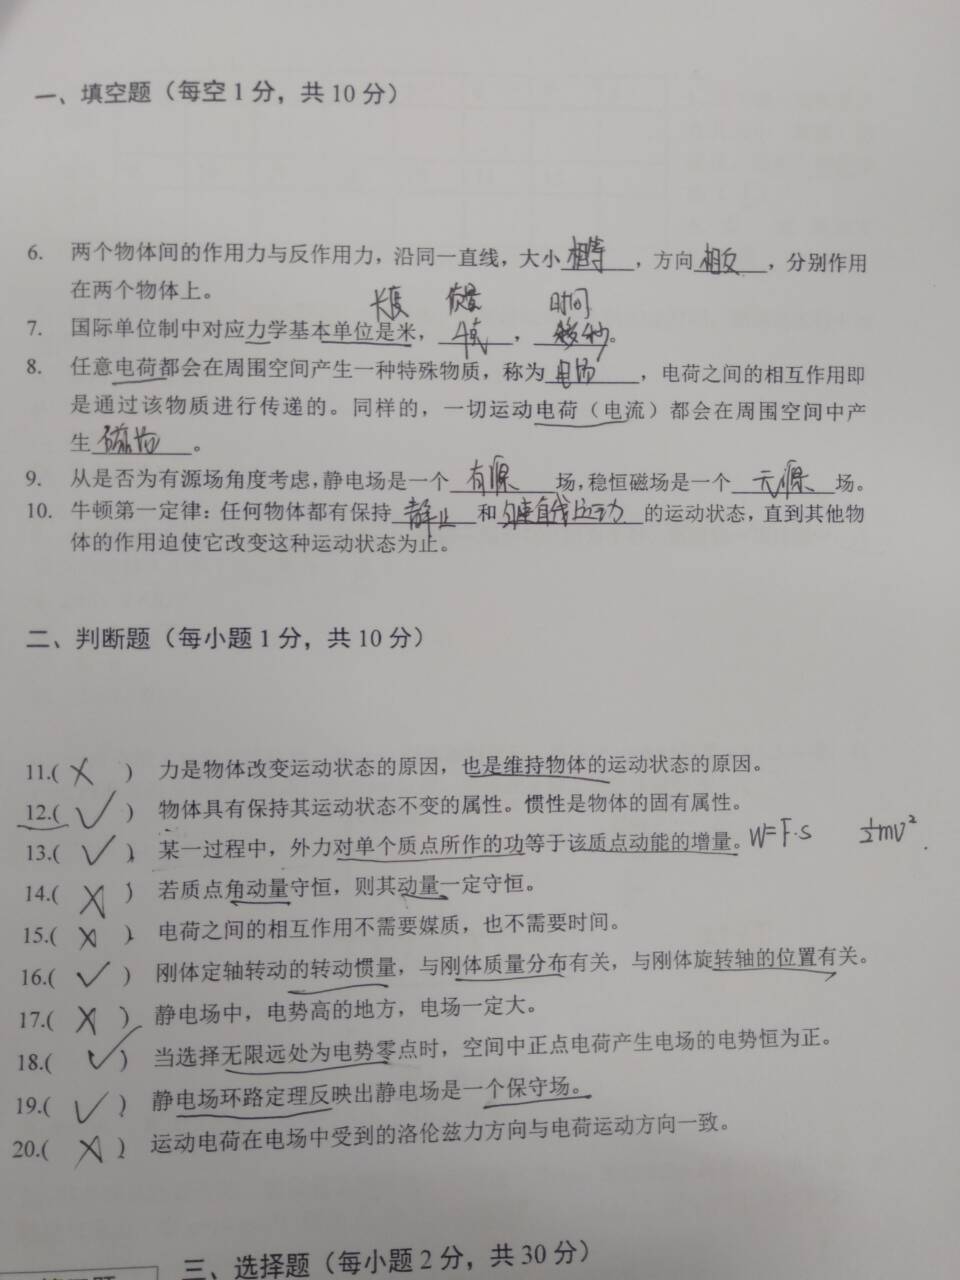 一、填空题（每空1分，共10分）
6. 两个物体间的作用力与反作用力，沿同一直线，大小相等，方向相反，分别作用
在两个物体上。
长度 质量 时间
7. 国际单位制中对应力学基本单位是米，千克，秒。
8. 任意电荷都会在周围空间产生一种特殊物质，称为电场，电荷之间的相互作用即
是通过该物质进行传递的。同样的，一切运动电荷（电流）都会在周围空间中产
生磁场。
9. 从是否为有源场角度考虑，静电场是一个有源场，稳恒磁场是一个无源场。
10. 牛顿第一定律：任何物体都有保持静止和匀速直线运动的运动状态，直到其他物
体的作用迫使它改变这种运动状态为止。
二、判断题（每小题1分，共10分）
11.(×) 力是物体改变运动状态的原因，也是维持物体的运动状态的原因。
12.(√) 物体具有保持其运动状态不变的属性。惯性是物体的固有属性。
13.(√) 某一过程中，外力对单个质点所作的功等于该质点动能的增量。W=F·s ½mv²
14.(×) 若质点角动量守恒，则其动量一定守恒。
15.(×) 电荷之间的相互作用不需要媒质，也不需要时间。
16.(√) 刚体定轴转动的转动惯量，与刚体质量分布有关，与刚体旋转轴的位置有关。
17.(×) 静电场中，电势高的地方，电场一定大。
18.(√) 当选择无限远处为电势零点时，空间中正点电荷产生电场的电势恒为正。
19.(√) 静电场环路定理反映出静电场是一个保守场。
20.(×) 运动电荷在电场中受到的洛伦兹力方向与电荷运动方向一致。
三、选择题（每小题2分，共30分）